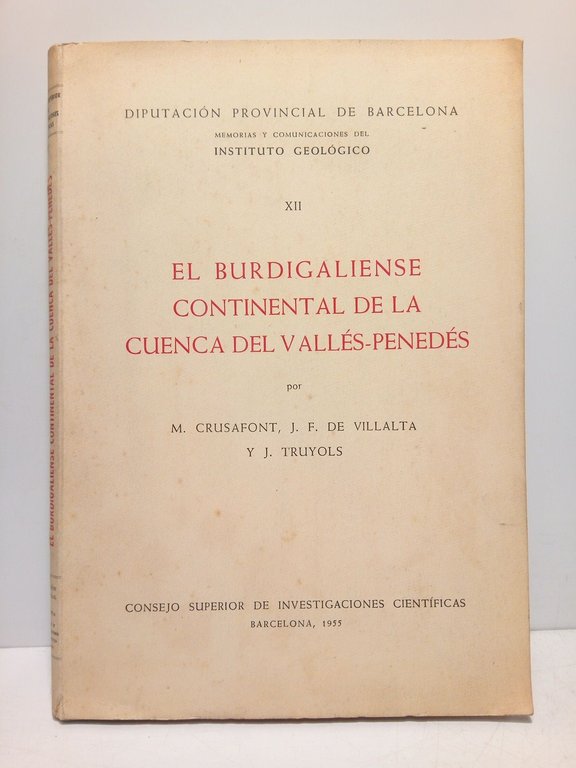 DIPUTACIÓN PROVINCIAL DE BARCELONA
MEMORIAS Y COMUNICACIONES DEL
INSTITUTO GEOLÓGICO
XII
EL BURDIGALIENSE
CONTINENTAL DE LA
CUENCA DEL VALLÉS-PENEDÉS
por
M. CRUSAFONT, J. F. DE VILLALTA
Y J. TRUYOLS
CONSEJO SUPERIOR DE INVESTIGACIONES CIENTÍFICAS
BARCELONA, 1955
EL BURDIGALIENSE CONTINENTAL DE LA CUENCA DEL VALLÉS-PENEDÉS